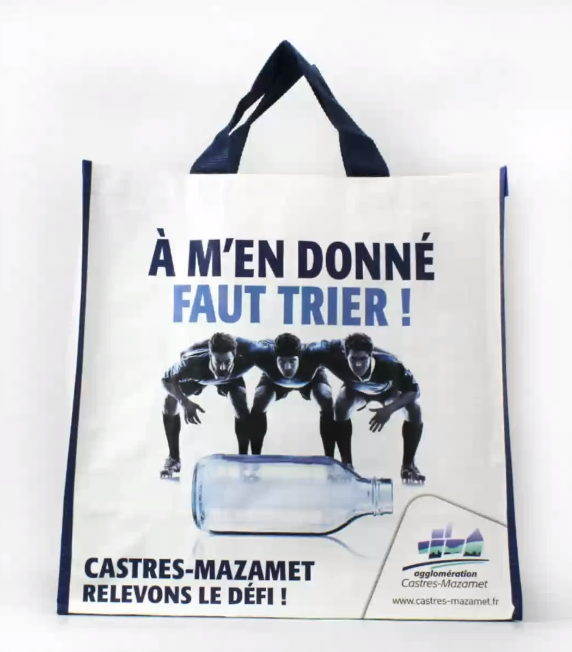 À M'EN DONNÉ
FAUT TRIER !
CASTRES-MAZAMET
RELEVONS LE DÉFI !
agglomération
Castres-Mazamet
www.castres-mazamet.fr